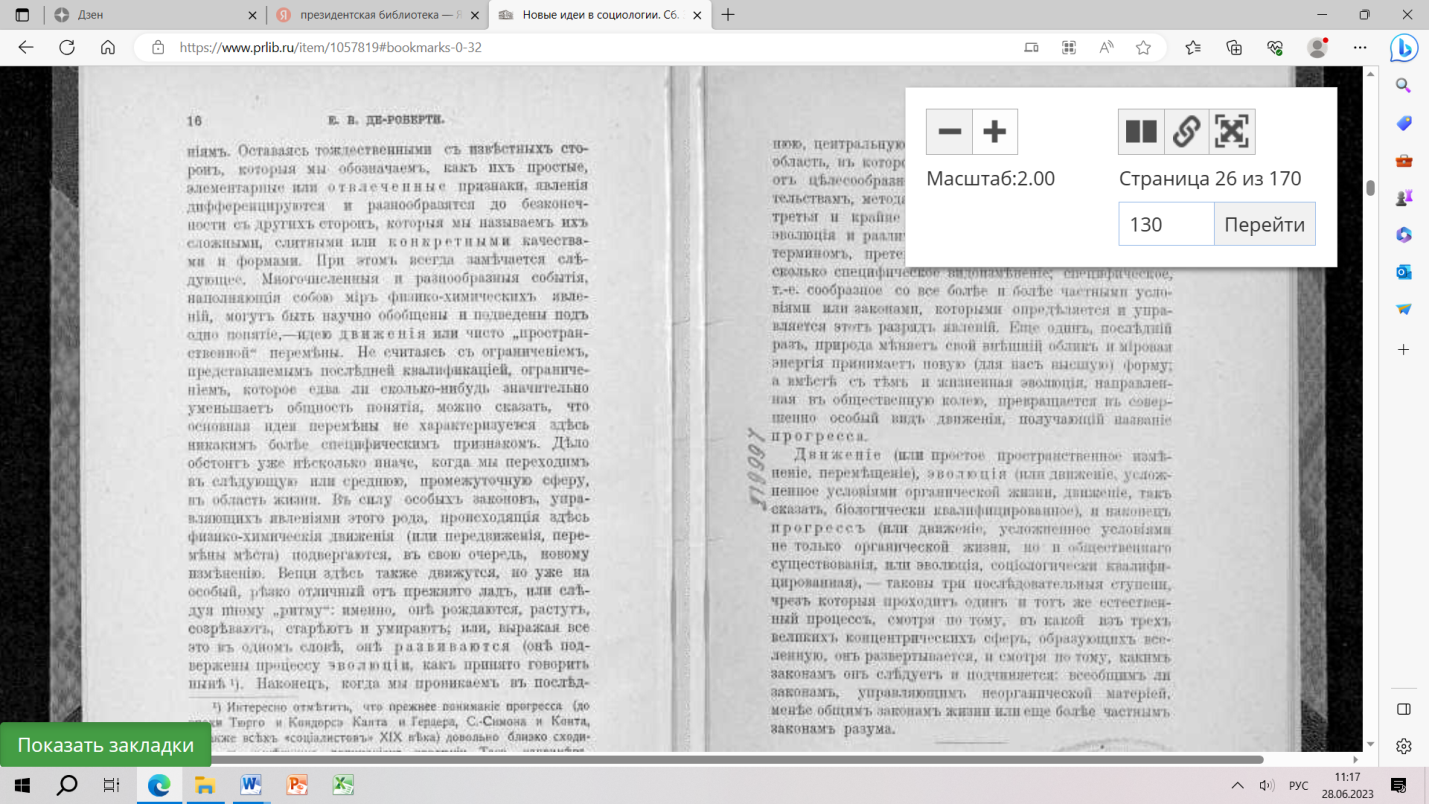 Дзен
президентская библиотека — Я
Новые идеи в социологии. Сб.
https://www.prlib.ru/item/1057819#bookmarks-0-32
16
Е. В. ДЕ-РОБЕРТИ.
ніямъ. Оставаясь тождественными съ извѣстныхъ сто-
ронъ, которыя мы обозначаемъ, какъ ихъ простые,
элементарные или отвлеченные признаки, явленія
дифференцируются и разнообразятся до безконеч-
ности съ другихъ сторонъ, которыя мы называемъ ихъ
сложными, слитными или конкретными качества-
ми и формами. При этомъ всегда замѣчается слѣ-
дующее. Многочисленныя и разнообразныя событія,
наполняющія собою міръ физико-химическихъ явле-
ній, могутъ быть научно обобщены и подведены подъ
одно понятіе,—идею движенія или чисто „простран-
ственной“ перемѣны. Не считаясь съ ограниченіемъ,
представляемымъ послѣдней квалификаціей, ограниче-
ніемъ, которое едва ли сколько-нибудь значительно
уменьшаетъ общность понятія, можно сказать, что
основная идея перемѣны не характеризуется здѣсь
никакимъ болѣе специфическимъ признакомъ. Дѣло
обстоитъ уже нѣсколько иначе, когда мы переходимъ
въ слѣдующую или среднюю, промежуточную сферу,
въ область жизни. Въ силу особыхъ законовъ, упра-
вляющихъ явленіями этого рода, происходящія здѣсь
физико-химическія движенія (или передвиженія, пере-
мѣны мѣста) подвергаются, въ свою очередь, новому
измѣненію. Вещи здѣсь также движутся, но уже на
особый, рѣзко отличный отъ прежняго ладъ, или слѣ-
дуя иному „ритму“: именно, онѣ рождаются, растутъ,
созрѣваютъ, старѣютъ и умираютъ; или, выражая все
это въ одномъ словѣ, онѣ развиваются (онѣ под-
вержены процессу эволюціи, какъ принято говорить
нынѣ ¹). Наконецъ, когда мы проникаемъ въ послѣд-
¹) Интересно отмѣтить, что прежнее пониманіе прогресса (до
Тюрго и Кондорсэ Канта и Гердера, С.-Симона и Конта,
всѣхъ «соціалистовъ» XIX вѣка) довольно близко сходи-
нюю, центральную
область, въ которо
отъ цѣлесообразн
тельствамъ, метода
третья и крайне
эволюція и различ
терминомъ, прете
сколько специфическое видоизмѣненіе; специфическое,
т.-е. сообразное со все болѣе и болѣе частными усло-
віями или законами, которыми опредѣляется и упра-
вляется этотъ разрядъ явленій. Еще одинъ, послѣдній
разъ, природа мѣняетъ свой внѣшній обликъ и міровая
энергія принимаетъ новую (для насъ высшую) форму;
а вмѣстѣ съ тѣмъ и жизненная эволюція, направлен-
ная въ общественную колею, превращается въ совер-
шенно особый видъ движенія, получающій названіе
прогресса.
Движеніе (или простое пространственное измѣ-
неніе, перемѣщеніе), эволюція (или движеніе, услож-
ненное условіями органической жизни, движеніе, такъ
сказать, біологически квалифицированное), и наконецъ
прогрессъ (или движеніе, усложненное условіями
не только органической жизни, но и общественнаго
существованія, или эволюція, соціологически квалифи-
цированная), — таковы три послѣдовательныя ступени,
чрезъ которыя проходитъ одинъ и тотъ же естествен-
ный процессъ, смотря по тому, въ какой изъ трехъ
великихъ концентрическихъ сферъ, образующихъ все-
ленную, онъ развертывается, и смотря по тому, какимъ
законамъ онъ слѣдуетъ и подчиняется: всеобщимъ ли
законамъ, управляющимъ неорганической матеріей,
менѣе общимъ законамъ жизни или еще болѣе частнымъ
законамъ разума.
Масштаб:2.00
Страница 26 из 170
130
Перейти
Показать закладки
РУС
11:17
28.06.2023